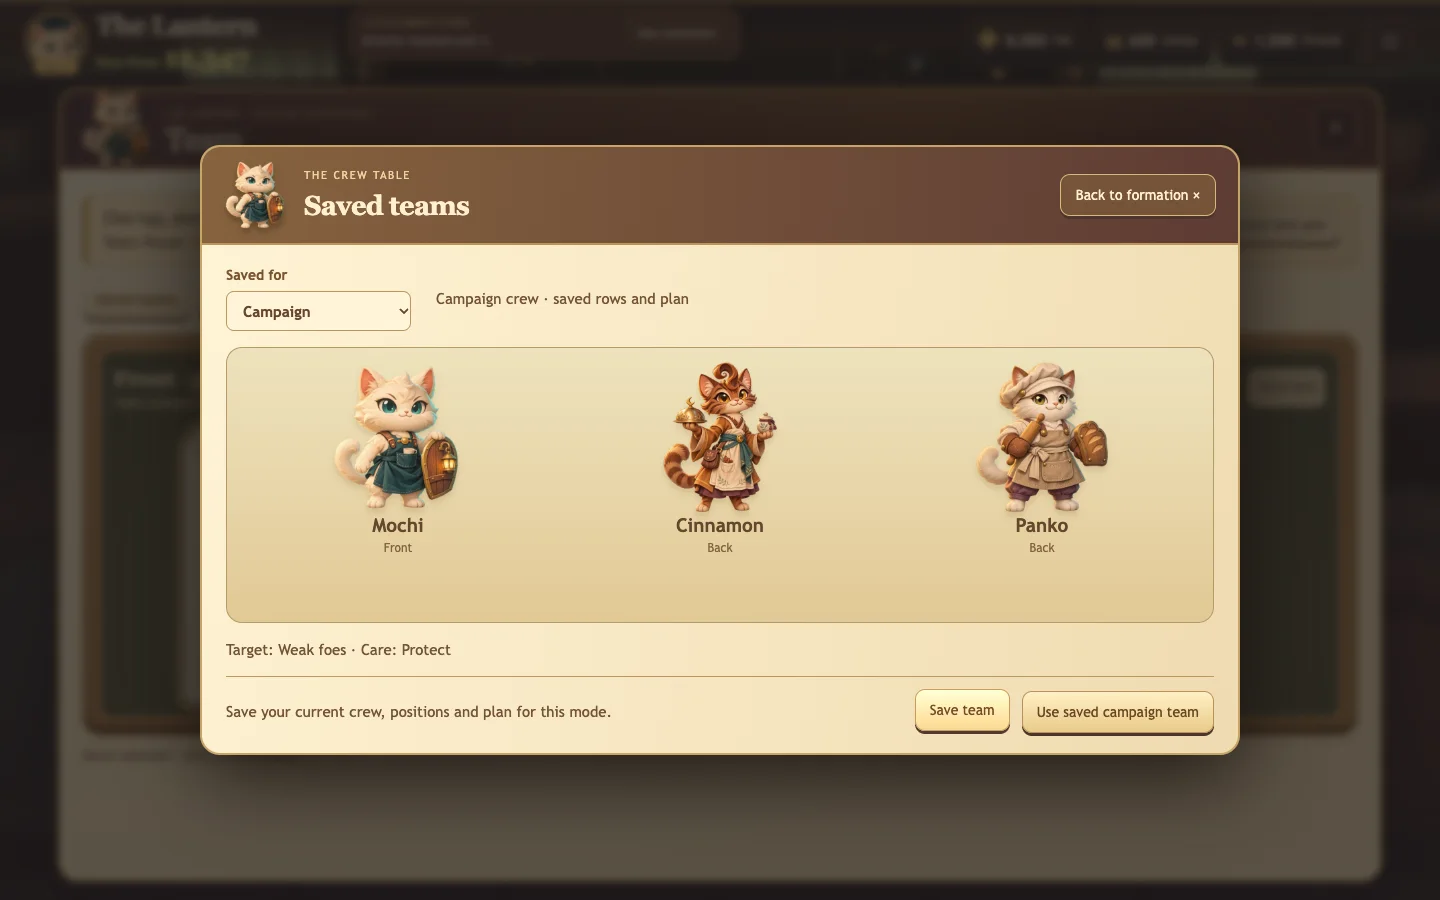 The Lantern
THE CREW TABLE
Saved teams
Back to formation ×
Saved for
Campaign
Campaign crew · saved rows and plan
Mochi
Front
Cinnamon
Back
Panko
Back
Target: Weak foes · Care: Protect
Save your current crew, positions and plan for this mode.
Save team
Use saved campaign team